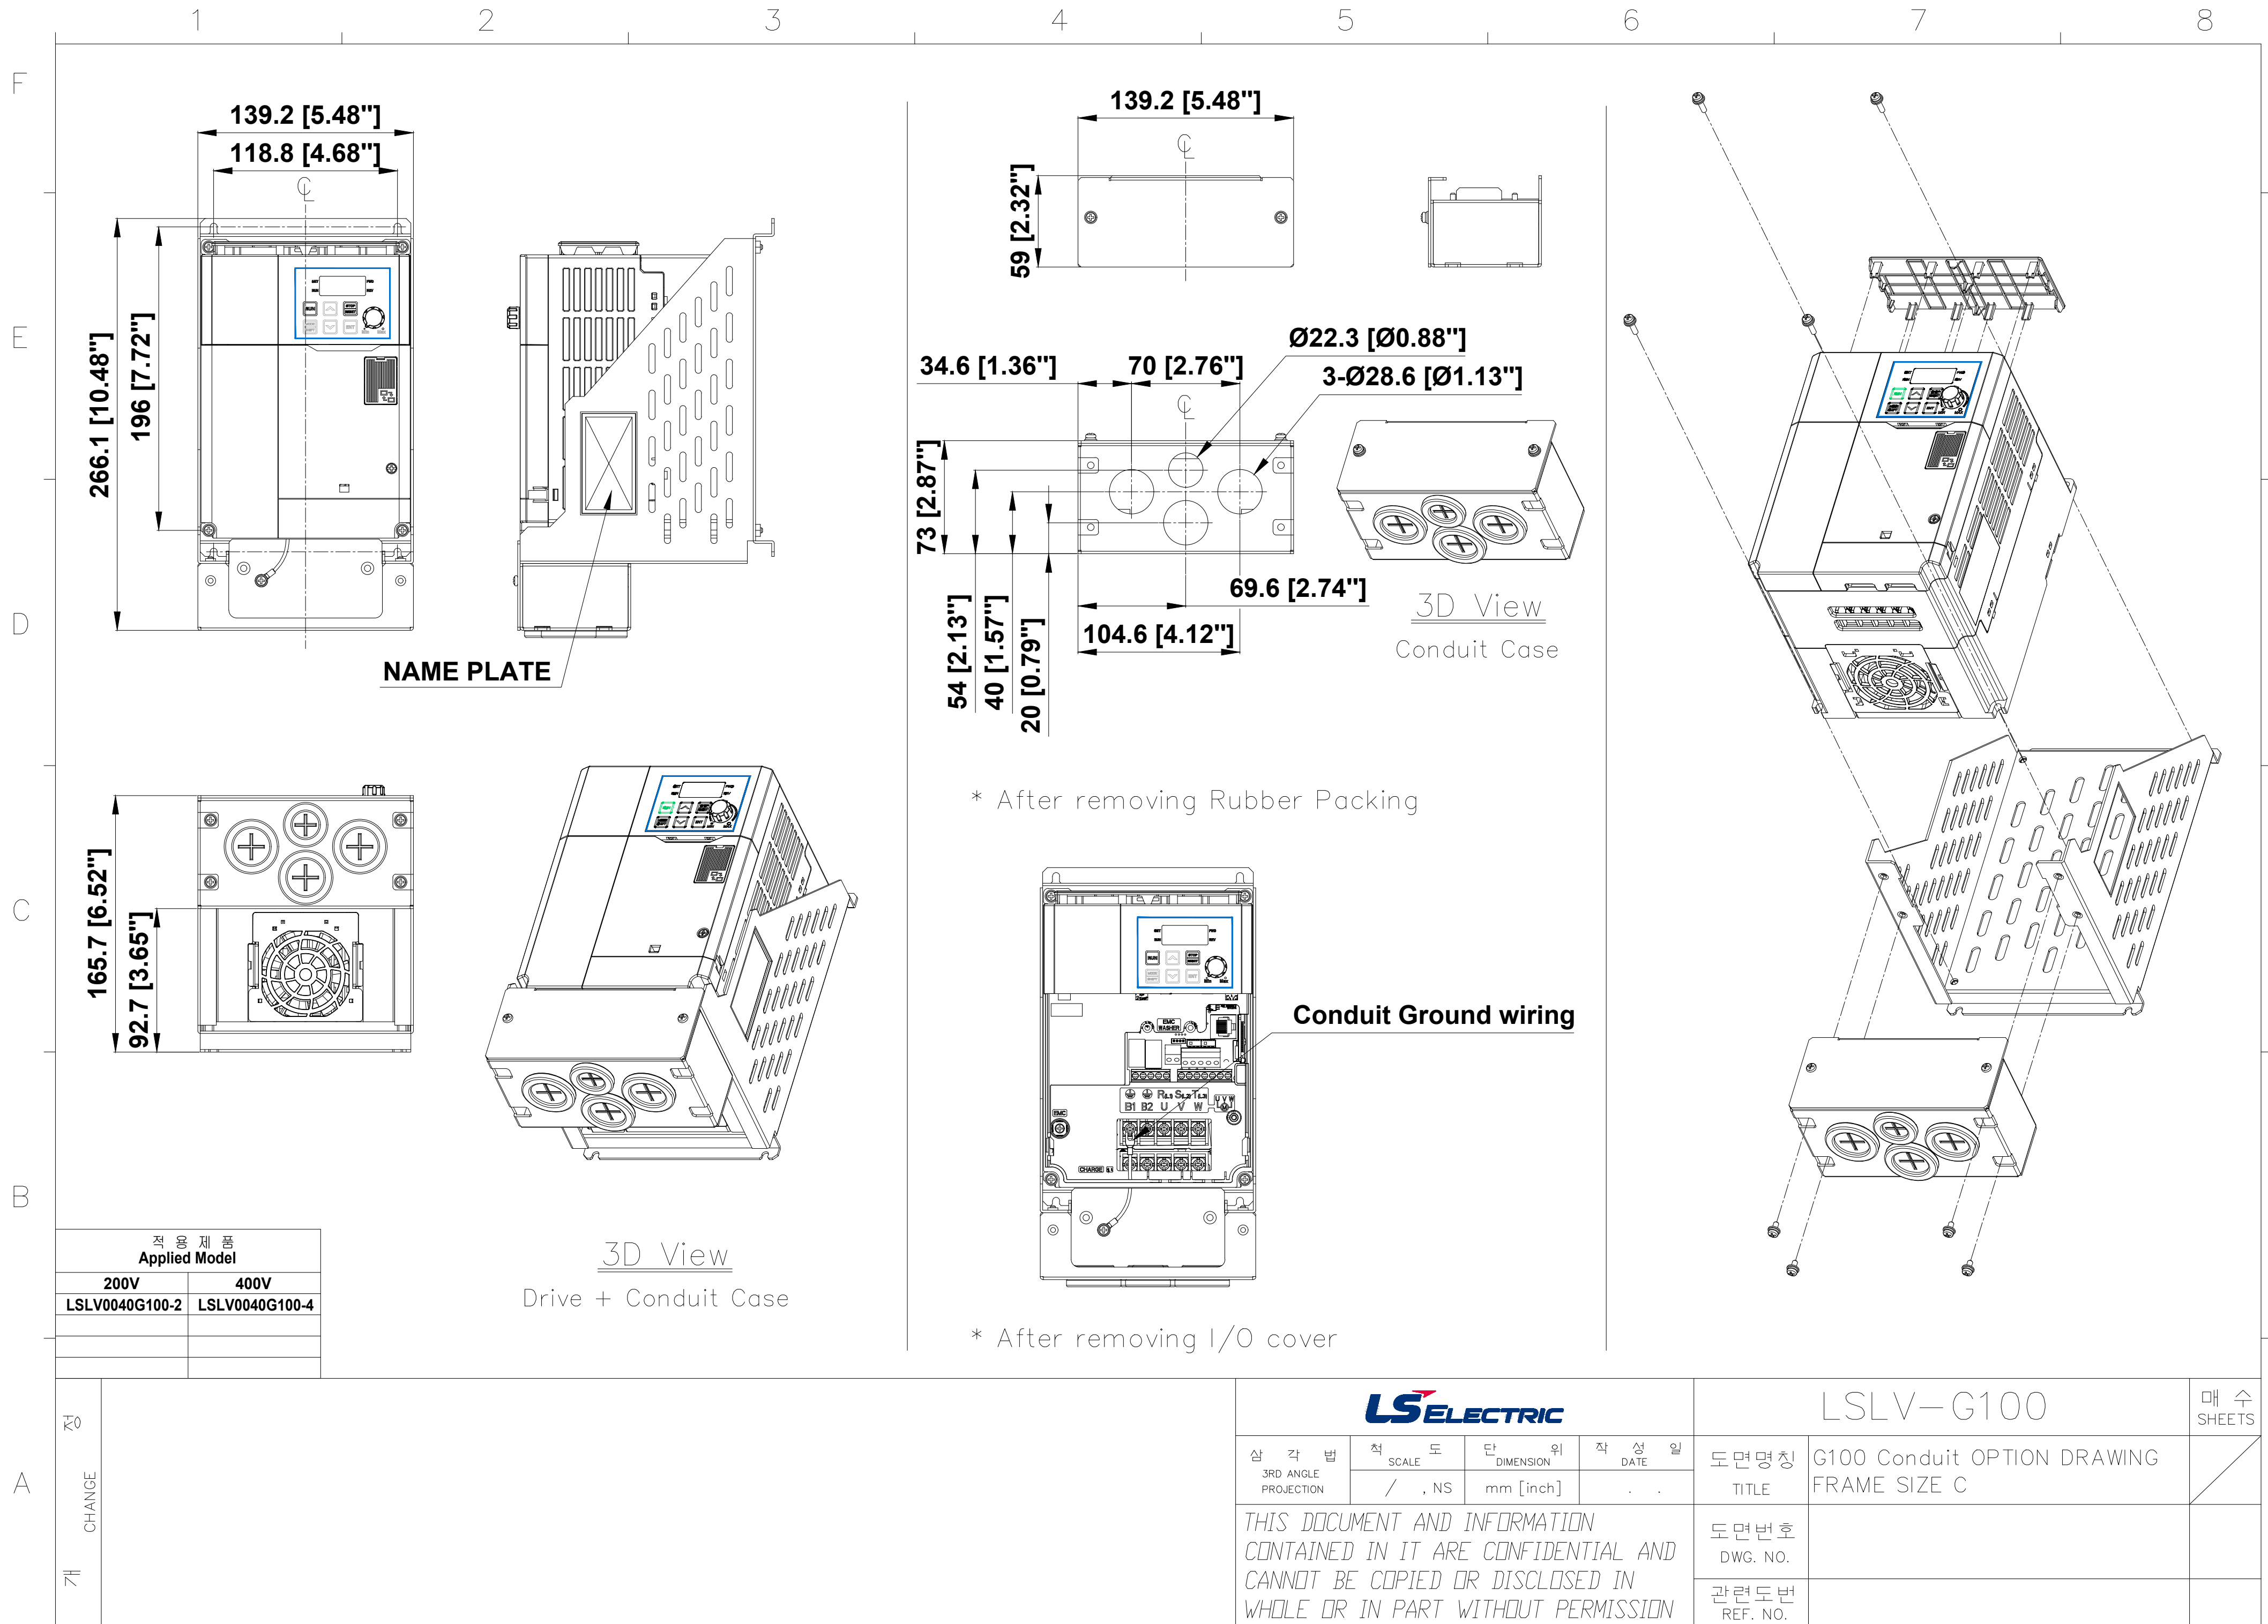 1 2 3 4 5 6 7 8
F
E
D
C
B
A
139.2 [5.48"]
118.8 [4.68"]
266.1 [10.48"]
196 [7.72"]
NAME PLATE
165.7 [6.52"]
92.7 [3.65"]
3D View
Drive + Conduit Case
적 용 제 품
Applied Model
200V 400V
LSLV0040G100-2 LSLV0040G100-4
139.2 [5.48"]
59 [2.32"]
Ø22.3 [Ø0.88"]
34.6 [1.36"] 70 [2.76"]
3-Ø28.6 [Ø1.13"]
73 [2.87"]
54 [2.13"]
40 [1.57"]
20 [0.79"]
69.6 [2.74"]
104.6 [4.12"]
3D View
Conduit Case
* After removing Rubber Packing
RUN
Conduit Ground wiring
EMC
WASHER
B1 B2 U V W
U V W
EMC
CHARGE
* After removing I/O cover
개 정
CHANGE
LS ELECTRIC
삼 각 법
3RD ANGLE
PROJECTION
척 도
SCALE
/ , NS
단 위
DIMENSION
mm [inch]
작 성 일
DATE
. .
THIS DOCUMENT AND INFORMATION
CONTAINED IN IT ARE CONFIDENTIAL AND
CANNOT BE COPIED OR DISCLOSED IN
WHOLE OR IN PART WITHOUT PERMISSION
LSLV-G100
매 수
SHEETS
도면명칭
TITLE
G100 Conduit OPTION DRAWING
FRAME SIZE C
도면번호
DWG. NO.
관련도번
REF. NO.